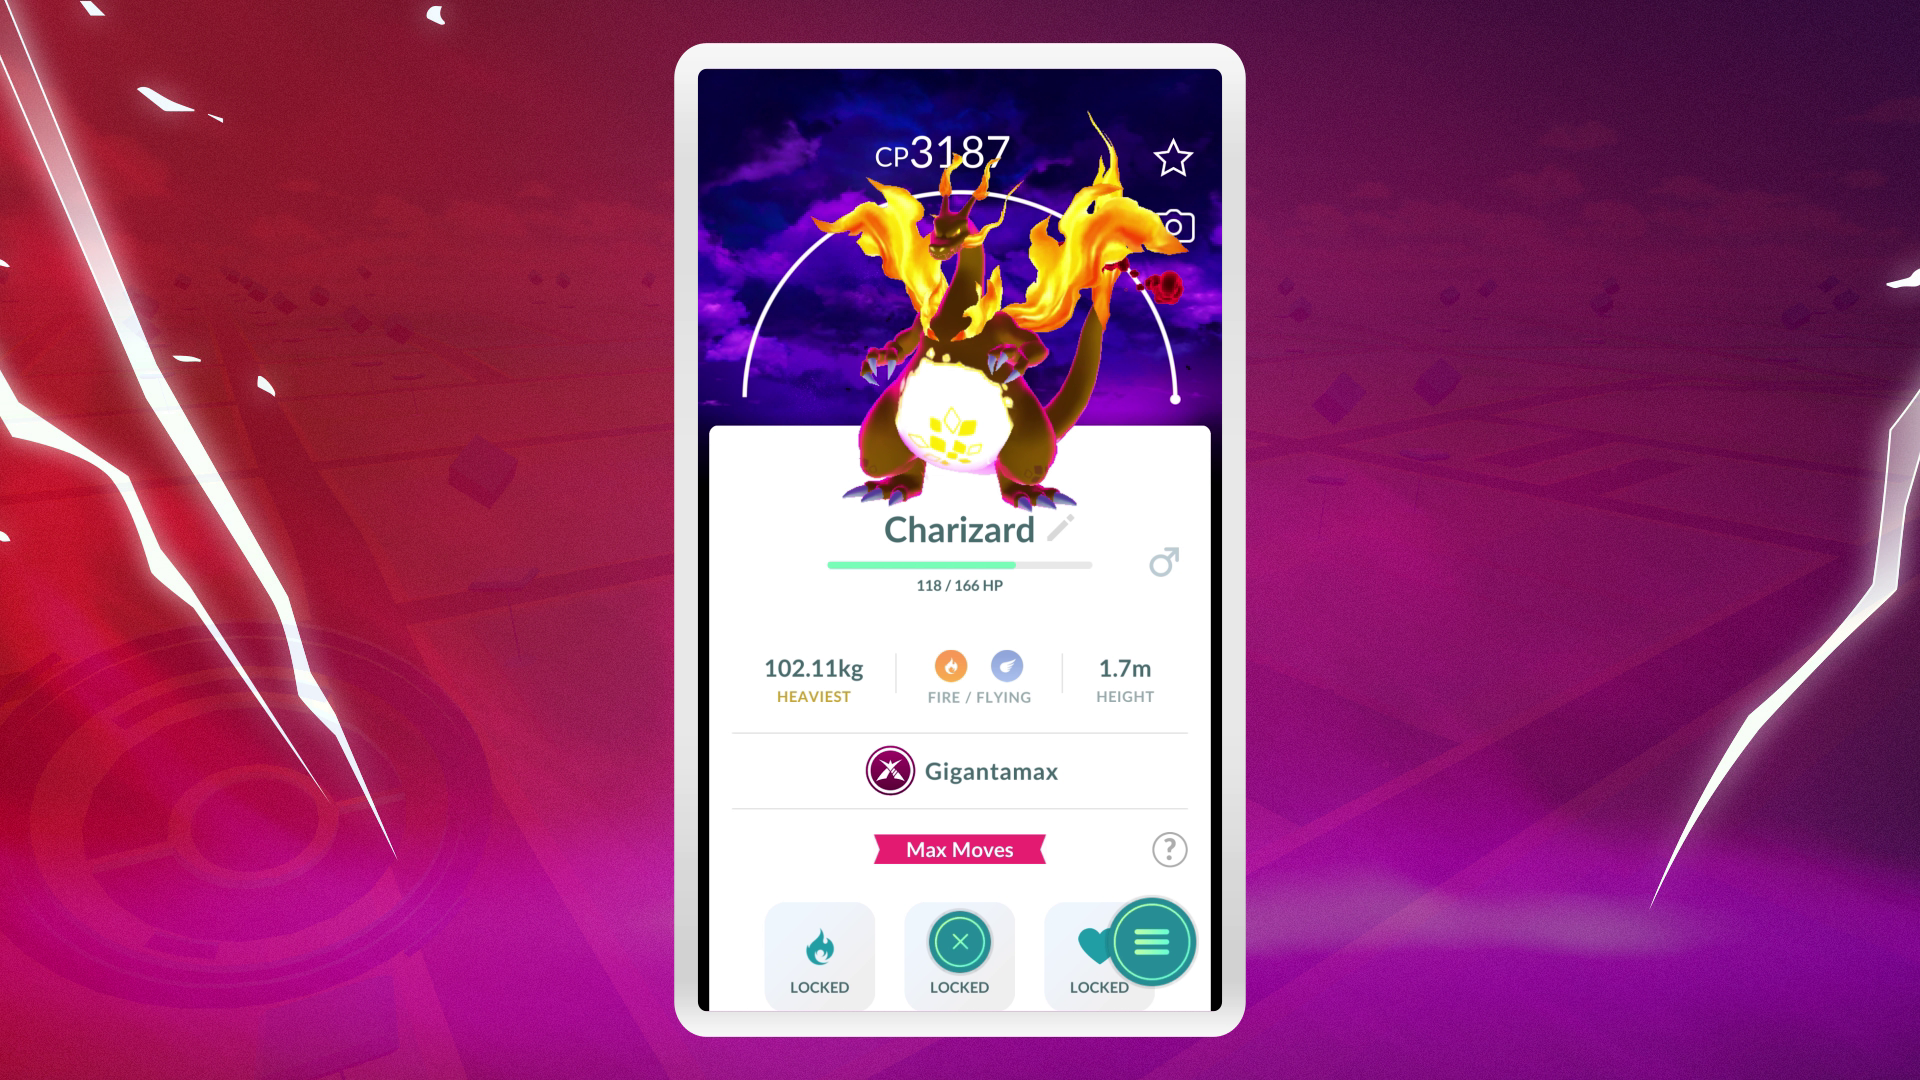 CP3187
Charizard
118 / 166 HP
102.11kg
HEAVIEST
FIRE / FLYING
1.7m
HEIGHT
Gigantamax
Max Moves
?
LOCKED
LOCKED
LOCKED